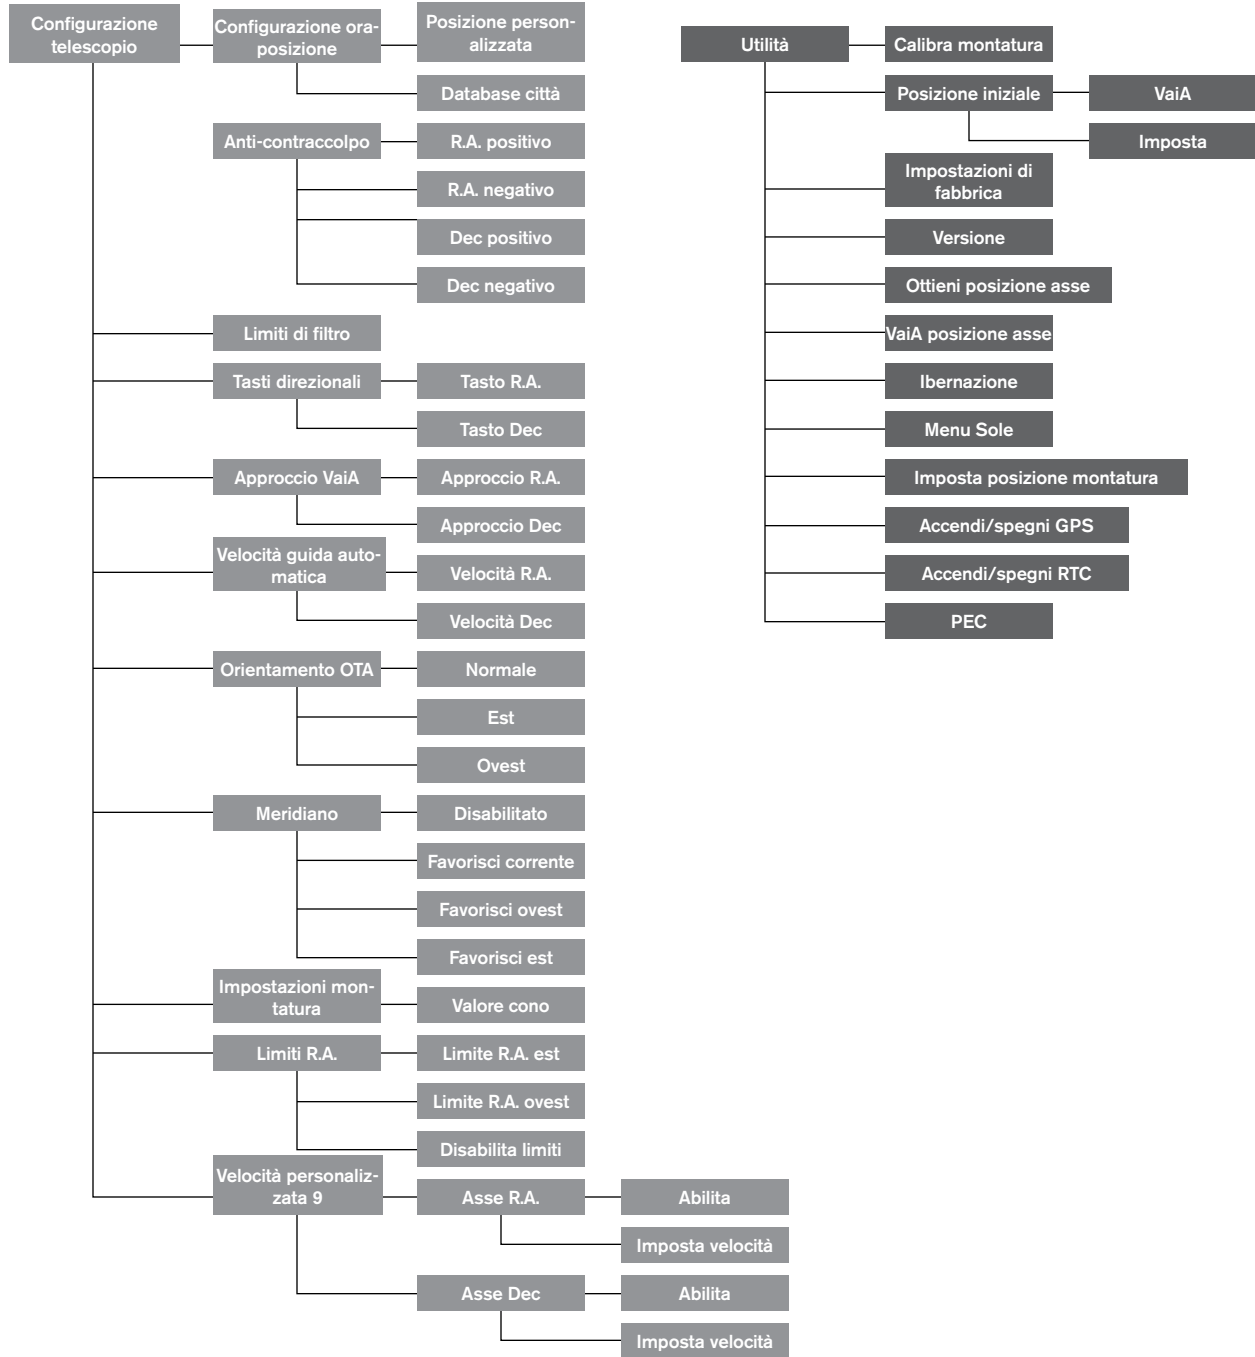 Configurazione
telescopio
Configurazione ora-
posizione
Posizione person-
alizzata
Database città
Anti-contraccolpo
R.A. positivo
R.A. negativo
Dec positivo
Dec negativo
Limiti di filtro
Tasti direzionali
Tasto R.A.
Tasto Dec
Approccio VaiA
Approccio R.A.
Approccio Dec
Velocità guida auto-
matica
Velocità R.A.
Velocità Dec
Orientamento OTA
Normale
Est
Ovest
Meridiano
Disabilitato
Favorisci corrente
Favorisci ovest
Favorisci est
Impostazioni mon-
tatura
Valore cono
Limiti R.A.
Limite R.A. est
Limite R.A. ovest
Disabilita limiti
Velocità personaliz-
zata 9
Asse R.A.
Abilita
Imposta velocità
Asse Dec
Abilita
Imposta velocità
Utilità
Calibra montatura
Posizione iniziale
VaiA
Imposta
Impostazioni di
fabbrica
Versione
Ottieni posizione asse
VaiA posizione asse
Ibernazione
Menu Sole
Imposta posizione montatura
Accendi/spegni GPS
Accendi/spegni RTC
PEC